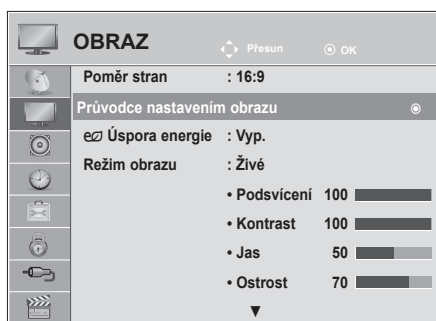 OBRAZ Přesun OK
Poměr stran : 16:9
Průvodce nastavením obrazu
e Úspora energie : Vyp.
Režim obrazu : Živé
• Podsvícení 100
• Kontrast 100
• Jas 50
• Ostrost 70